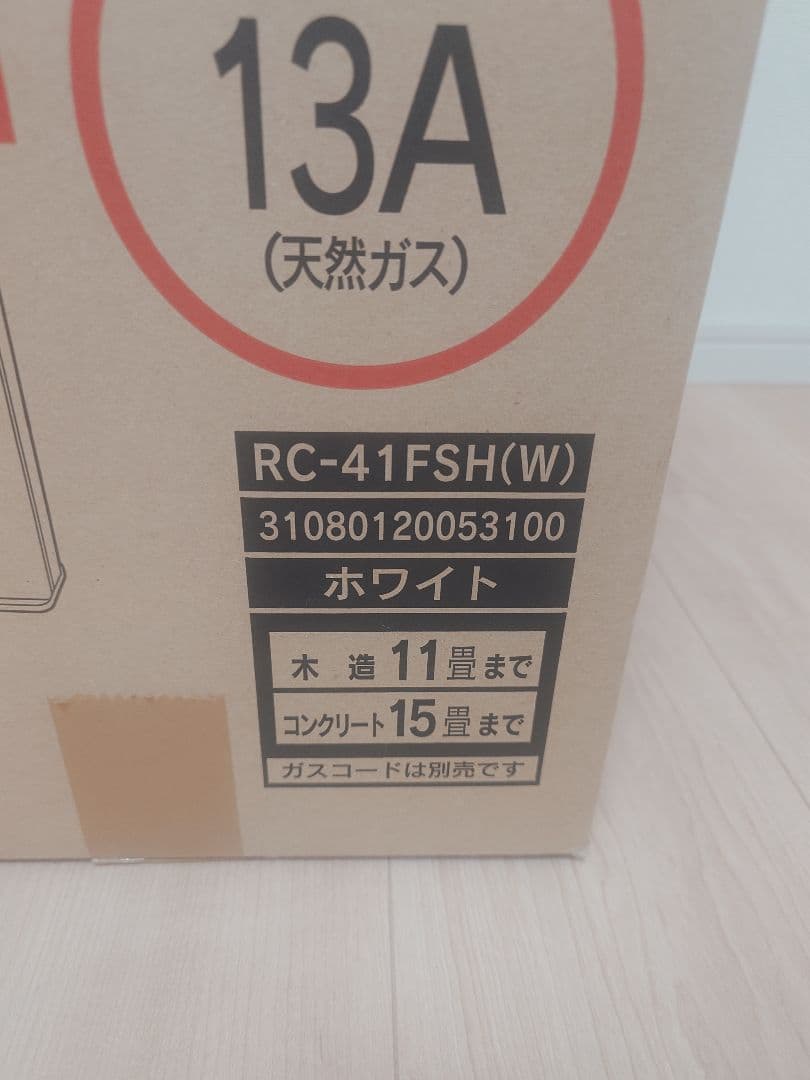 13A
(天然ガス)
RC-41FSH(W)
31080120053100
ホワイト
木 造 11畳まで
コンクリート15畳まで
ガスコードは別売です